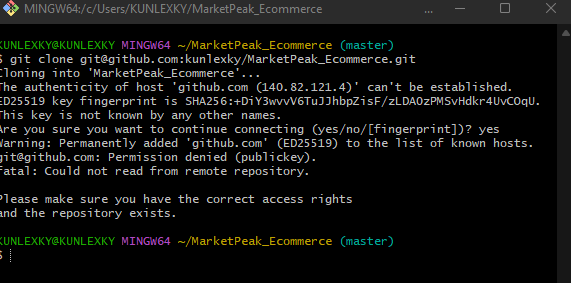 MINGW64:/c/Users/KUNLEXKY/MarketPeak_Ecommerce
KUNLEXKY@KUNLEXKY MINGW64 ~/MarketPeak_Ecommerce (master)
$ git clone git@github.com:kunlexky/MarketPeak_Ecommerce.git
Cloning into 'MarketPeak_Ecommerce'...
The authenticity of host 'github.com (140.82.121.4)' can't be established.
ED25519 key fingerprint is SHA256:+DiY3wvvV6TuJJhbpZisF/zLDA0zPMSvHdkr4UvCOqU.
This key is not known by any other names.
Are you sure you want to continue connecting (yes/no/[fingerprint])? yes
Warning: Permanently added 'github.com' (ED25519) to the list of known hosts.
git@github.com: Permission denied (publickey).
fatal: Could not read from remote repository.
Please make sure you have the correct access rights
and the repository exists.
KUNLEXKY@KUNLEXKY MINGW64 ~/MarketPeak_Ecommerce (master)
$